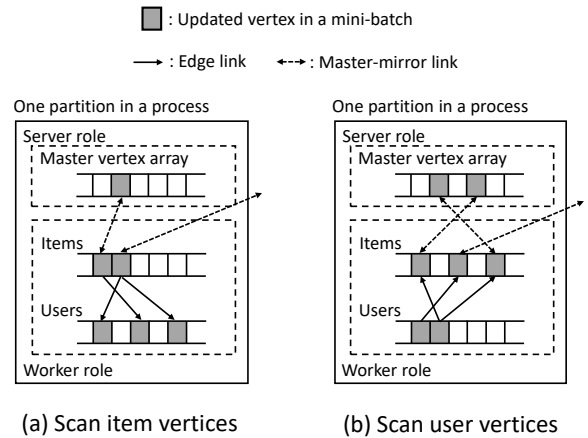 : Updated vertex in a mini-batch
: Edge link : Master-mirror link
One partition in a process
Server role
Master vertex array
Items
Users
Worker role
(a) Scan item vertices
One partition in a process
Server role
Master vertex array
Items
Users
Worker role
(b) Scan user vertices